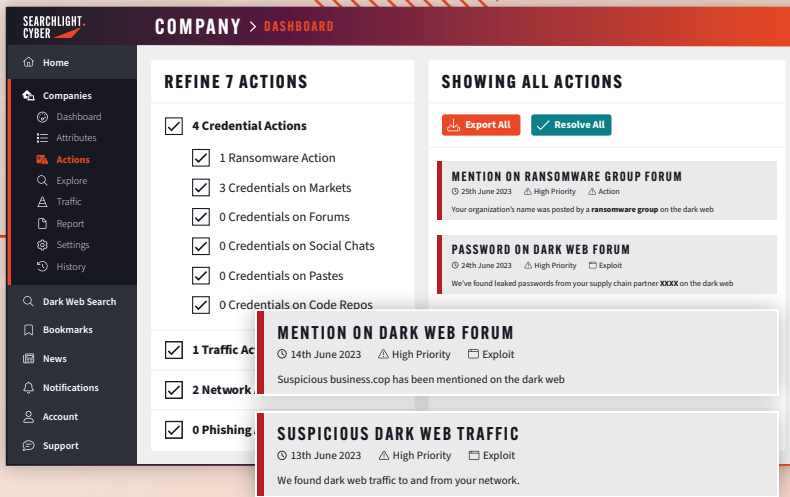 SEARCHLIGHT.
CYBER
COMPANY > DASHBOARD
Home
Companies
Dashboard
Attributes
Actions
Explore
Traffic
Report
Settings
History
Dark Web Search
Bookmarks
News
Notifications
Account
Support
REFINE 7 ACTIONS
4 Credential Actions
1 Ransomware Action
3 Credentials on Markets
0 Credentials on Forums
0 Credentials on Social Chats
0 Credentials on Pastes
0 Credentials on Code Repos
1 Traffic Ac
2 Network
0 Phishing
SHOWING ALL ACTIONS
Export All Resolve All
MENTION ON RANSOMWARE GROUP FORUM
25th June 2023 High Priority Action
Your organization's name was posted by a ransomware group on the dark web
PASSWORD ON DARK WEB FORUM
24th June 2023 High Priority Exploit
We've found leaked passwords from your supply chain partner XXXX on the dark web
MENTION ON DARK WEB FORUM
14th June 2023 High Priority Exploit
Suspicious business.cop has been mentioned on the dark web
SUSPICIOUS DARK WEB TRAFFIC
13th June 2023 High Priority Exploit
We found dark web traffic to and from your network.